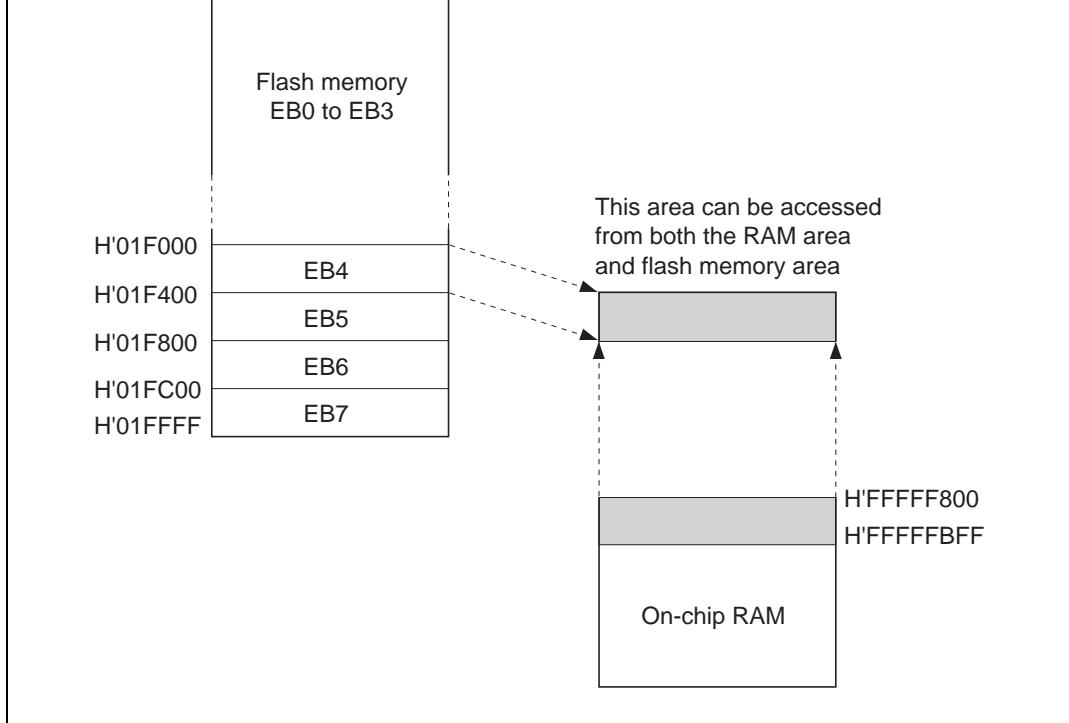 Flash memory
EB0 to EB3
This area can be accessed
from both the RAM area
and flash memory area
H'01F000
EB4
H'01F400
EB5
H'01F800
EB6
H'01FC00
EB7
H'01FFFF
H'FFFFF800
H'FFFFFBFF
On-chip RAM